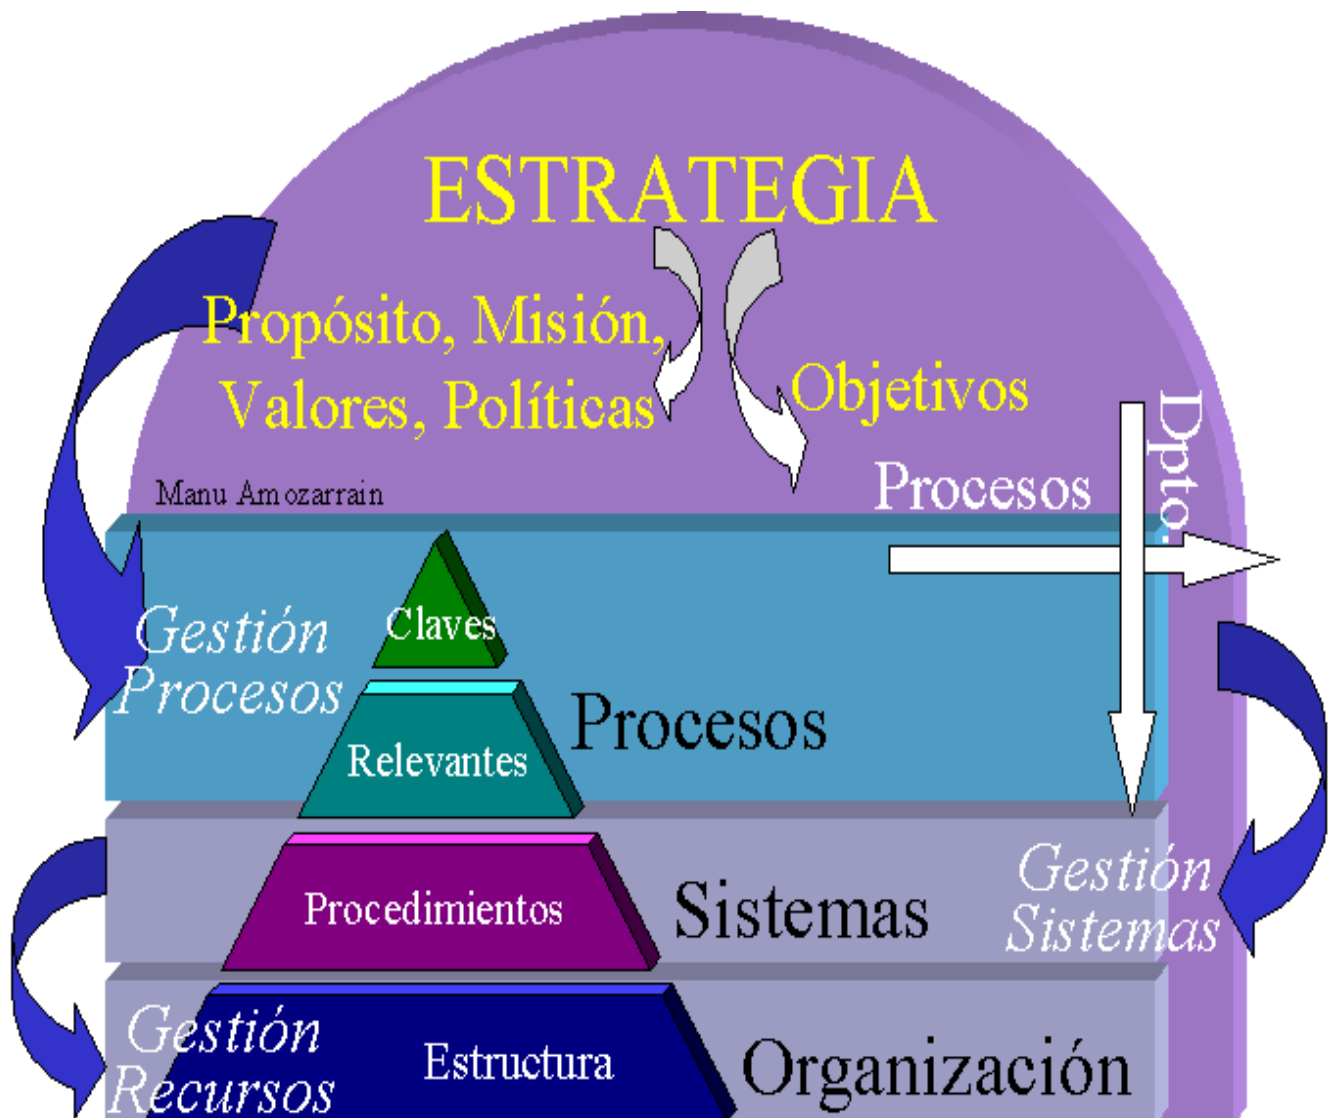 ESTRATEGIA
Propósito, Misión,
Valores, Políticas
Objetivos
Dpto.
Procesos
Manu Amozarrain
Claves
Gestión
Procesos
Relevantes
Procesos
Procedimientos
Sistemas
Gestión
Sistemas
Gestión
Recursos
Estructura
Organización